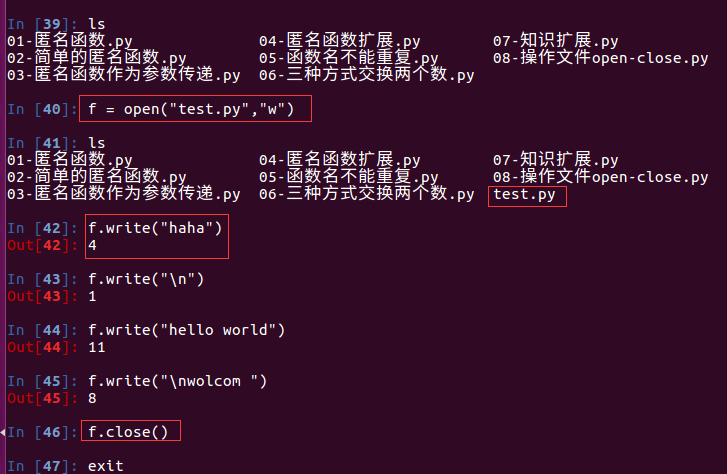 In [39]: ls
01-匿名函数.py 04-匿名函数扩展.py 07-知识扩展.py
02-简单的匿名函数.py 05-函数名不能重复.py 08-操作文件open-close.py
03-匿名函数作为参数传递.py 06-三种方式交换两个数.py
In [40]: f = open("test.py","w")
In [41]: ls
01-匿名函数.py 04-匿名函数扩展.py 07-知识扩展.py
02-简单的匿名函数.py 05-函数名不能重复.py 08-操作文件open-close.py
03-匿名函数作为参数传递.py 06-三种方式交换两个数.py test.py
In [42]: f.write("haha")
Out[42]: 4
In [43]: f.write("\n")
Out[43]: 1
In [44]: f.write("hello world")
Out[44]: 11
In [45]: f.write("\nwolcom ")
Out[45]: 8
In [46]: f.close()
In [47]: exit